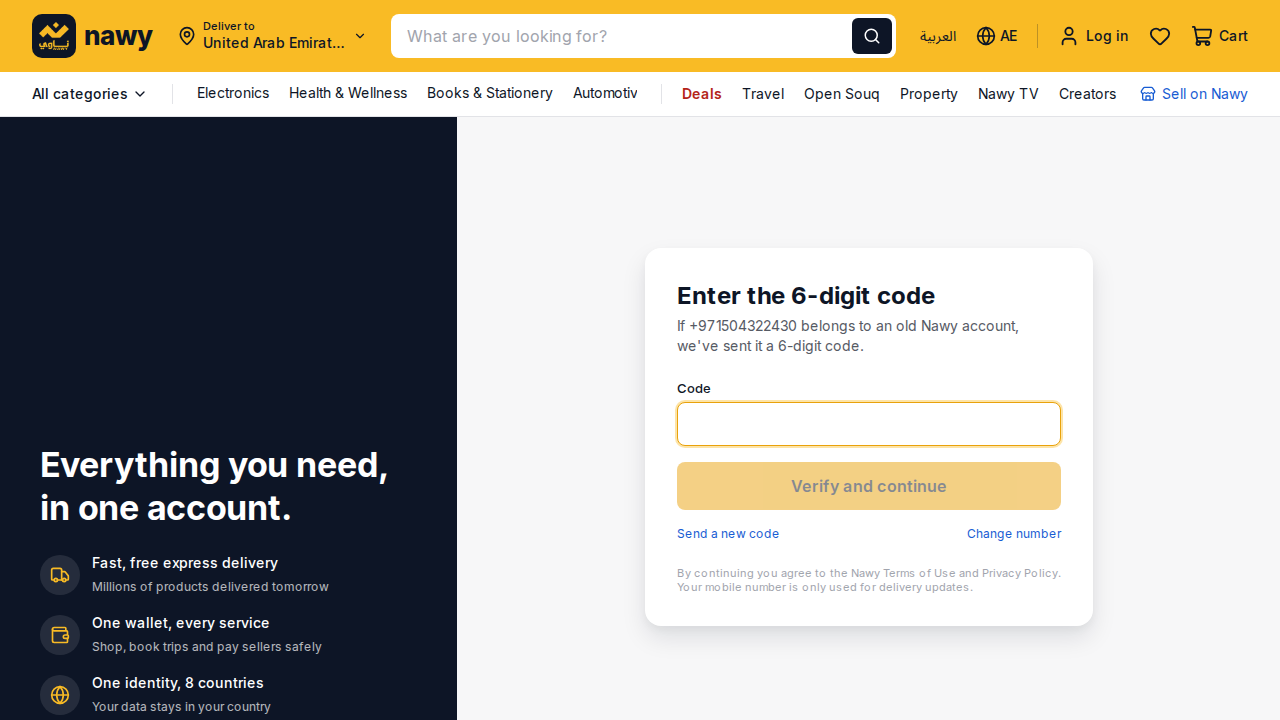 ناوي
NAWY
nawy
Deliver to
United Arab Emirat...
What are you looking for?
العربية
AE
Log in
Cart
All categories
Electronics
Health & Wellness
Books & Stationery
Automotiv
Deals
Travel
Open Souq
Property
Nawy TV
Creators
Sell on Nawy
Everything you need,
in one account.
Fast, free express delivery
Millions of products delivered tomorrow
One wallet, every service
Shop, book trips and pay sellers safely
One identity, 8 countries
Your data stays in your country
Enter the 6-digit code
If +971504322430 belongs to an old Nawy account,
we've sent it a 6-digit code.
Code
Verify and continue
Send a new code
Change number
By continuing you agree to the Nawy Terms of Use and Privacy Policy.
Your mobile number is only used for delivery updates.